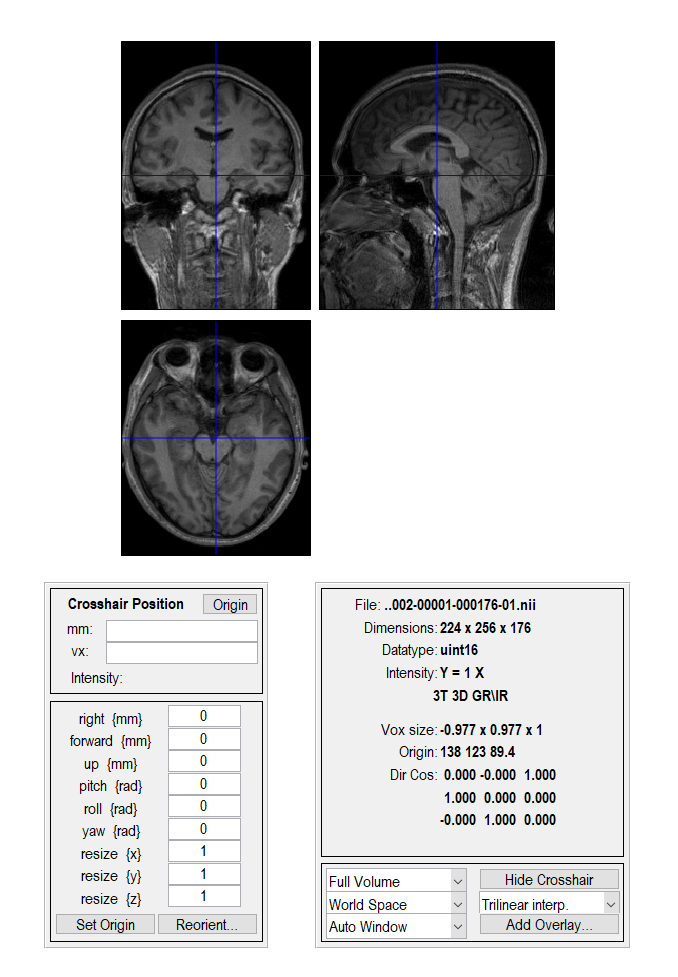 Crosshair Position
Origin
mm:
vx:
Intensity:
right {mm} 0
forward {mm} 0
up {mm} 0
pitch {rad} 0
roll {rad} 0
yaw {rad} 0
resize {x} 1
resize {y} 1
resize {z} 1
Set Origin
Reorient...
File: ..002-00001-000176-01.nii
Dimensions: 224 x 256 x 176
Datatype: uint16
Intensity: Y = 1 X
3T 3D GR\IR
Vox size: -0.977 x 0.977 x 1
Origin: 138 123 89.4
Dir Cos: 0.000 -0.000 1.000
1.000 0.000 0.000
-0.000 1.000 0.000
Full Volume
Hide Crosshair
World Space
Trilinear interp.
Auto Window
Add Overlay...